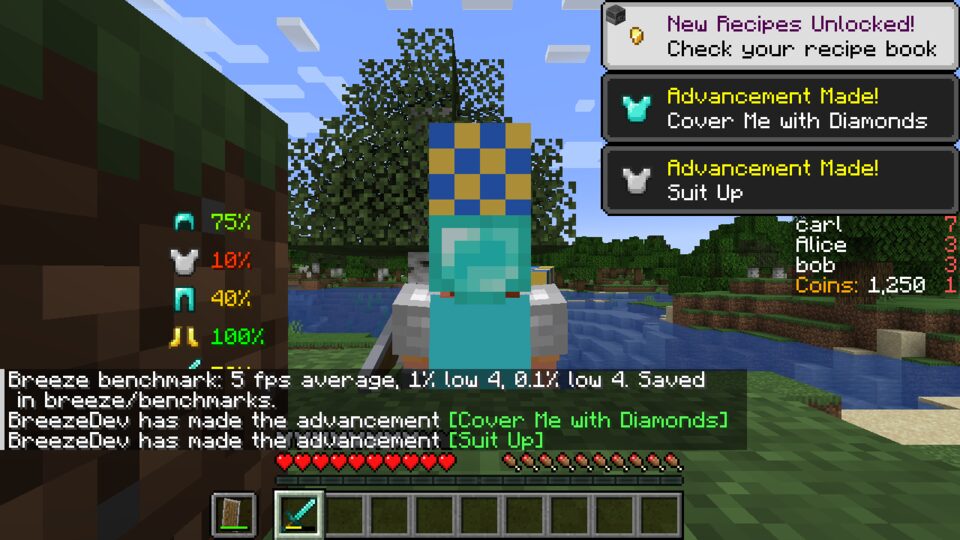 New Recipes Unlocked!
Check your recipe book
Advancement Made!
Cover Me with Diamonds
Advancement Made!
Suit Up
carl 7
Alice 3
bob 3
Coins: 1,250 1
75%
10%
40%
100%
Breeze benchmark: 5 fps average, 1% low 4, 0.1% low 4. Saved
in breeze/benchmarks.
BreezeDev has made the advancement [Cover Me with Diamonds]
BreezeDev has made the advancement [Suit Up]